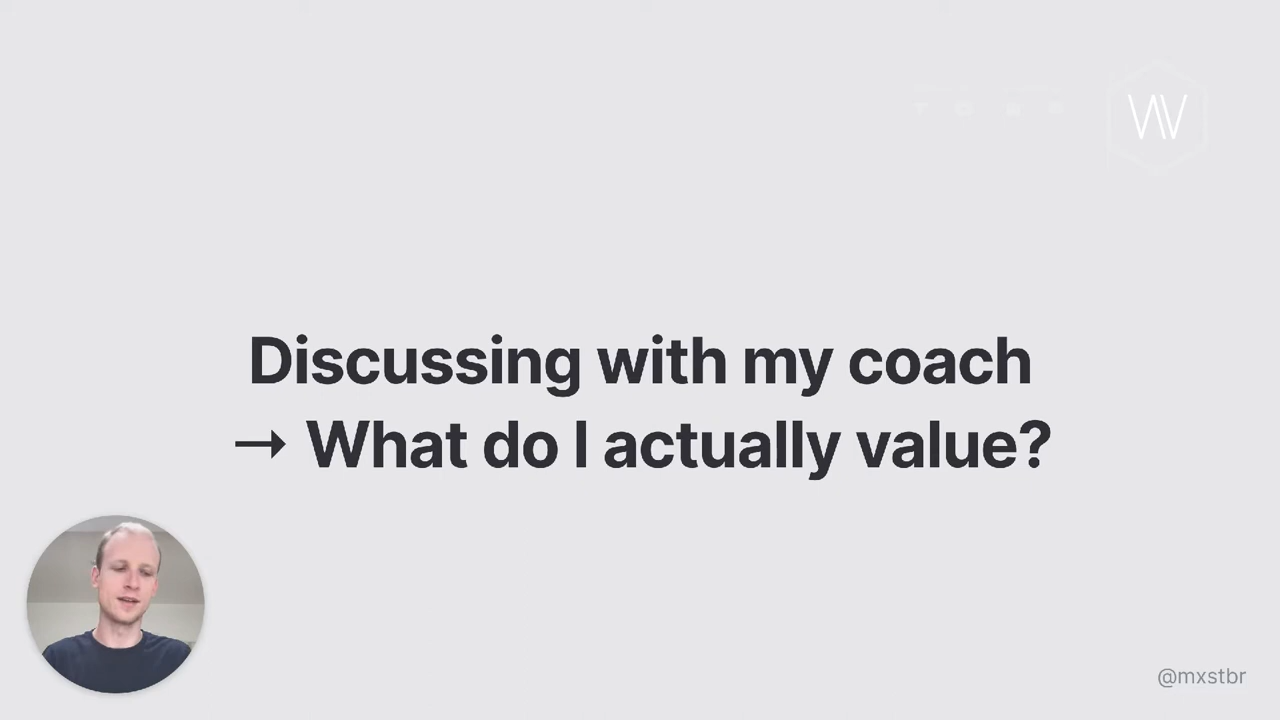 Discussing with my coach
→ What do I actually value?
@mxstbr